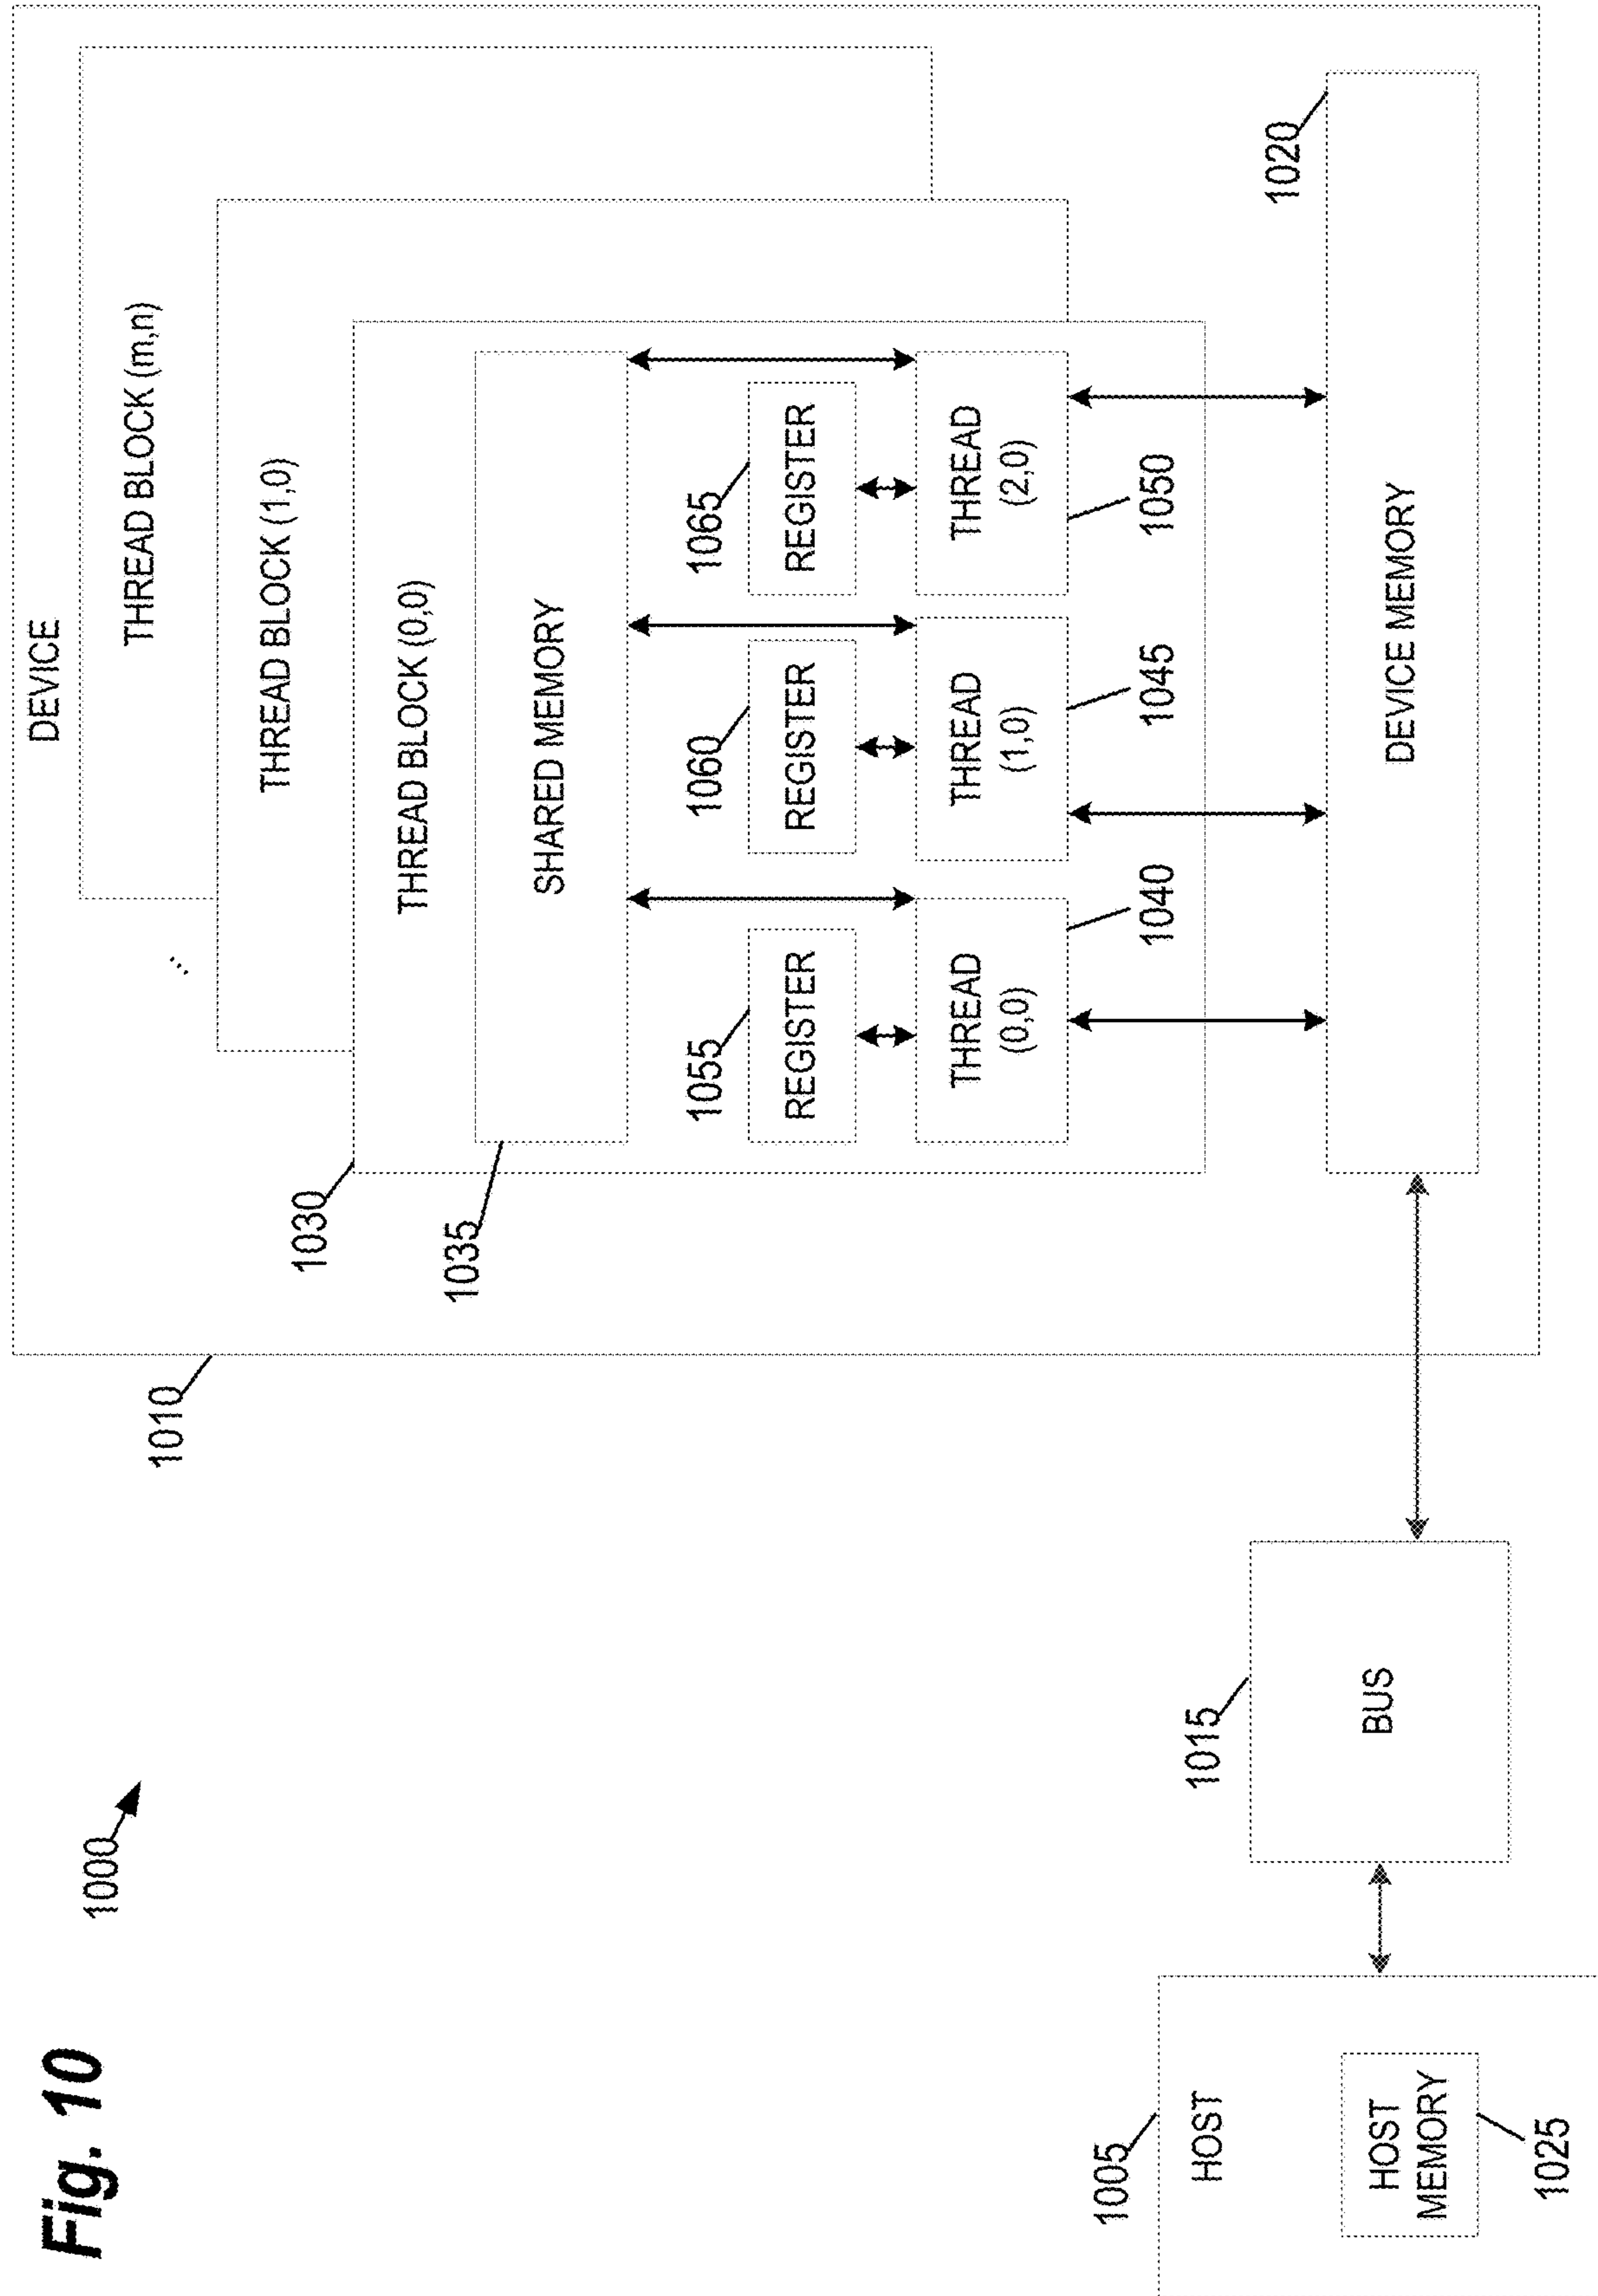 Fig. 10
1000
DEVICE
1010
THREAD BLOCK (m,n)
...
THREAD BLOCK (1,0)
1030
THREAD BLOCK (0,0)
1035
SHARED MEMORY
1055
1060
1065
REGISTER
REGISTER
REGISTER
THREAD
(0,0)
THREAD
(1,0)
THREAD
(2,0)
1040
1045
1050
1005
HOST
1015
BUS
1020
DEVICE MEMORY
HOST
MEMORY
1025